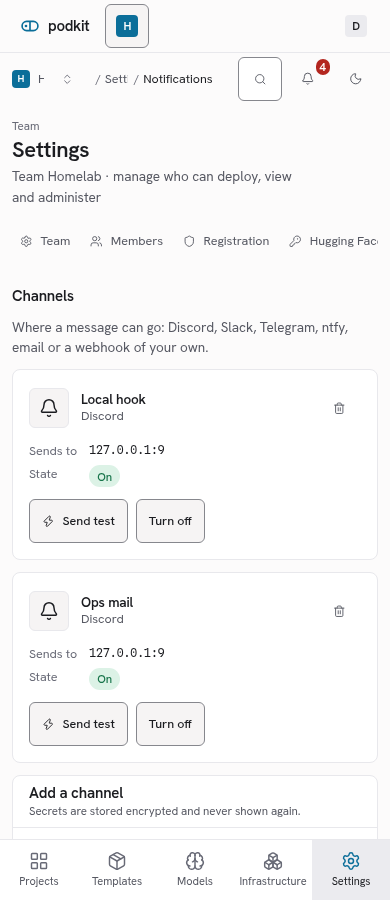 podkit
H
D
H
/ Sett / Notifications
4
Team
Settings
Team Homelab · manage who can deploy, view
and administer
Team Members Registration Hugging Fac
Channels
Where a message can go: Discord, Slack, Telegram, ntfy,
email or a webhook of your own.
Local hook
Discord
Sends to 127.0.0.1:9
State On
Send test Turn off
Ops mail
Discord
Sends to 127.0.0.1:9
State On
Send test Turn off
Add a channel
Secrets are stored encrypted and never shown again.
Projects Templates Models Infrastructure Settings